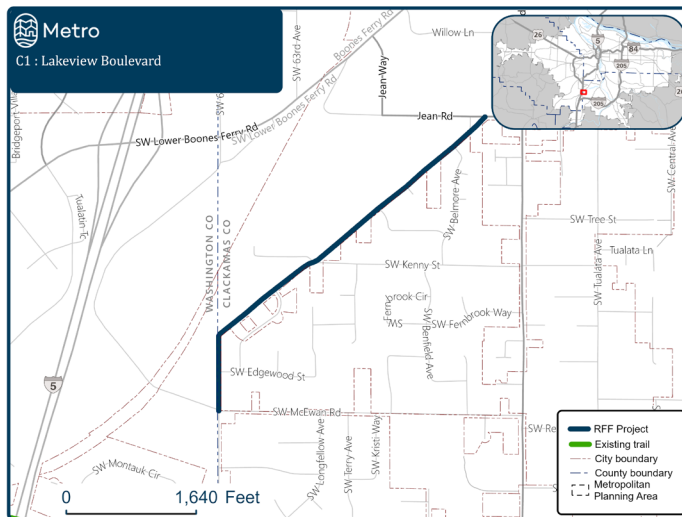 Metro
C1 : Lakeview Boulevard
SW 63rd Ave
Boones Ferry Rd
Willow Ln
Jean Way
Jean Rd
SW Lower Boones Ferry Rd
SW Lower Boones Ferry Rd
Tualatin
WASHINGTON CO
CLACKAMAS CO
SW Belmore Ave
SW Kenny St
SW Tree St
Tualata Ln
SW Tualata Ave
SW Central Ave
Fernbrook Cir
MS
SW Fernbrook Way
SW Benfield Ave
SW Edgewood St
SW McEwan Rd
SW Longfellow Ave
SW Terry Ave
SW Kristi Way
SW Montauk Cir
5
26
5
84
205
205
0 1,640 Feet
RFF Project
Existing trail
City boundary
County boundary
Metropolitan
Planning Area